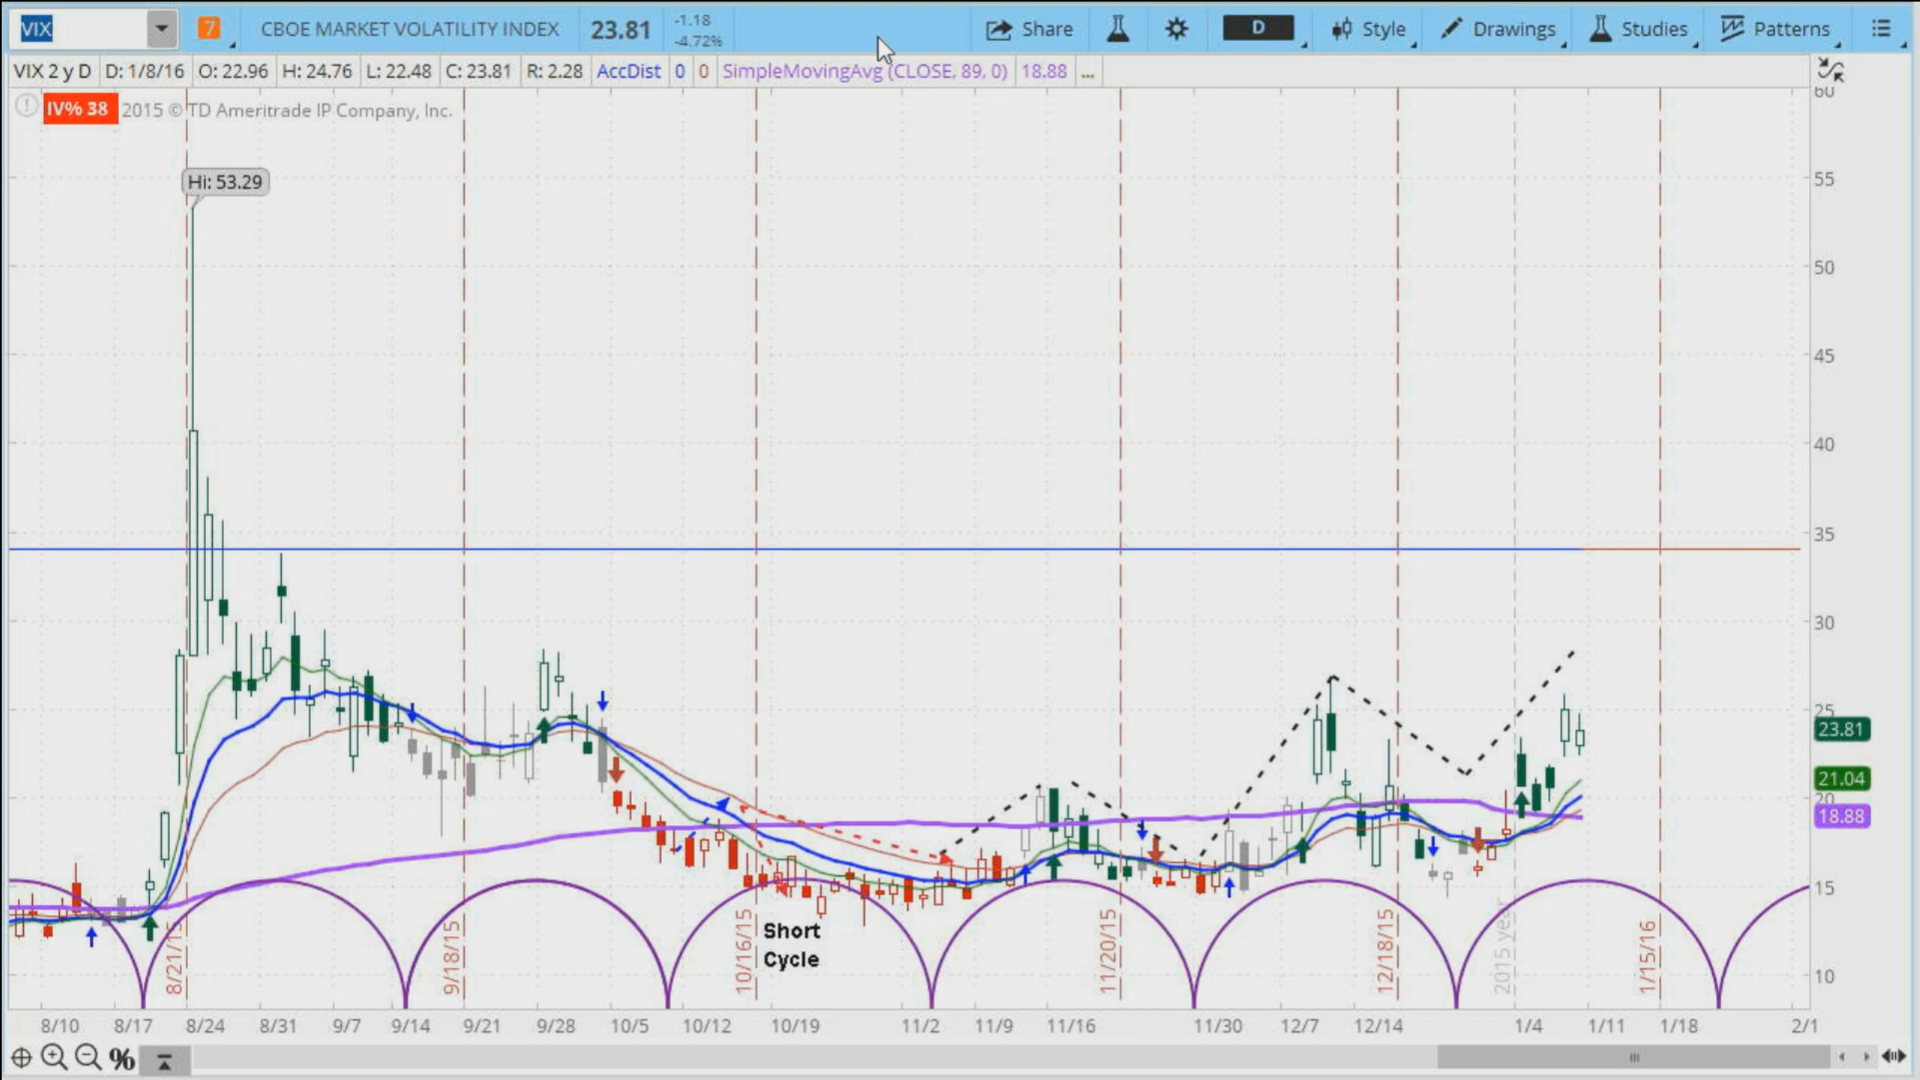 VIX 7 CBOE MARKET VOLATILITY INDEX 23.81 -1.18 Share D Style Drawings Studies Patterns
-4.72%
VIX 2 y D D: 1/8/16 O: 22.96 H: 24.76 L: 22.48 C: 23.81 R: 2.28 AccDist 0 0 SimpleMovingAvg (CLOSE, 89, 0) 18.88 ...
IV% 38 2015 © TD Ameritrade IP Company, Inc.
Hi: 53.29
60
55
50
45
40
35
30
25
23.81
21.04
20
18.88
15
10
8/21/15
9/18/15
10/16/15
Short
Cycle
11/20/15
12/18/15
2015 year
1/15/16
8/10 8/17 8/24 8/31 9/7 9/14 9/21 9/28 10/5 10/12 10/19 11/2 11/9 11/16 11/30 12/7 12/14 1/4 1/11 1/18 2/1
%